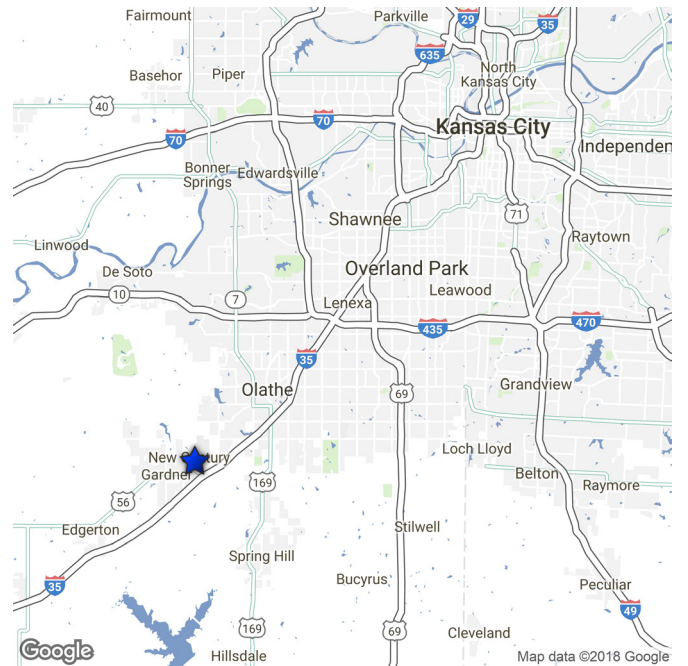 Fairmount
Parkville
29
35
635
Basehor
Piper
North
Kansas City
40
70
70
Kansas City
Independen
Bonner
Springs
Edwardsville
Shawnee
71
Raytown
Linwood
De Soto
Overland Park
10
7
Lenexa
Leawood
435
470
35
Olathe
69
Grandview
New
Gardner
Loch Lloyd
169
Belton
Raymore
56
Edgerton
Stilwell
Spring Hill
35
Bucyrus
Peculiar
49
169
69
Cleveland
Hillsdale
Google
Map data ©2018 Google